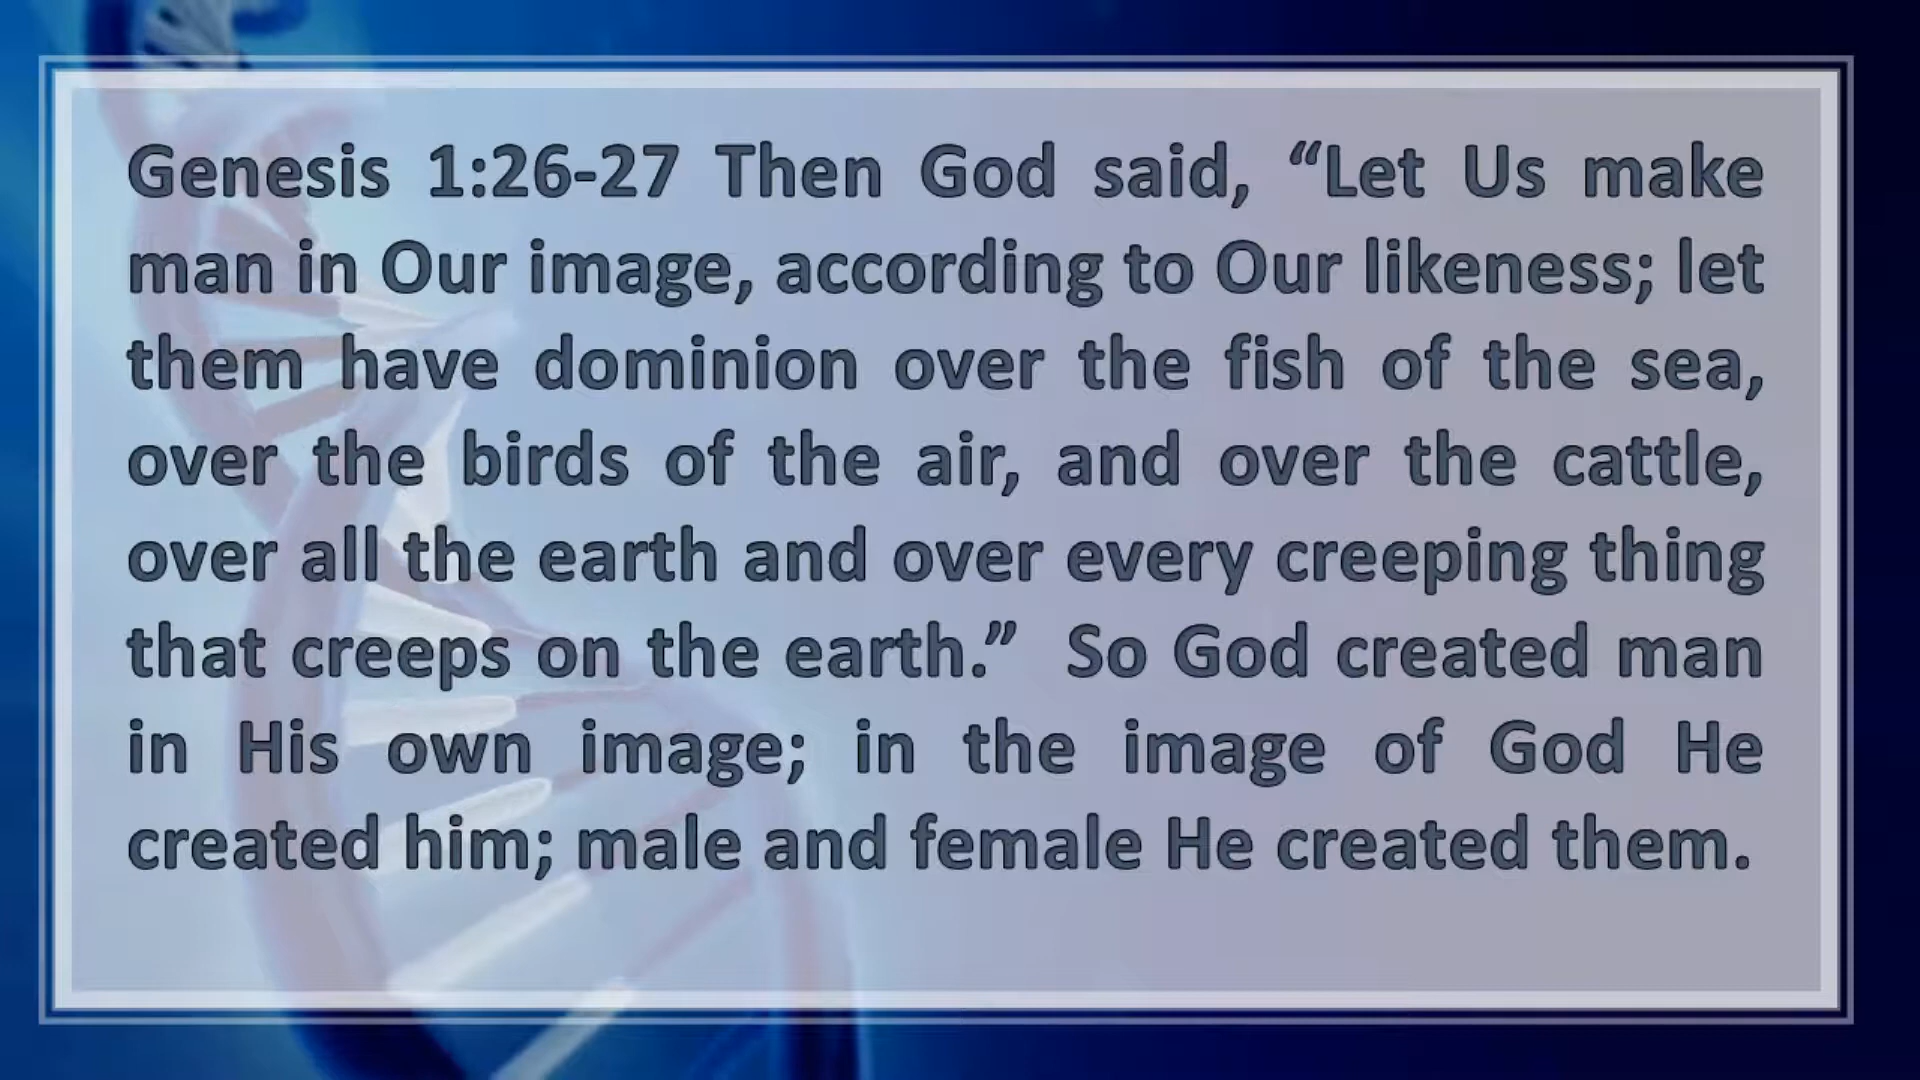 Genesis 1:26-27 Then God said, “Let Us make
man in Our image, according to Our likeness; let
them have dominion over the fish of the sea,
over the birds of the air, and over the cattle,
over all the earth and over every creeping thing
that creeps on the earth.”  So God created man
in His own image; in the image of God He
created him; male and female He created them.